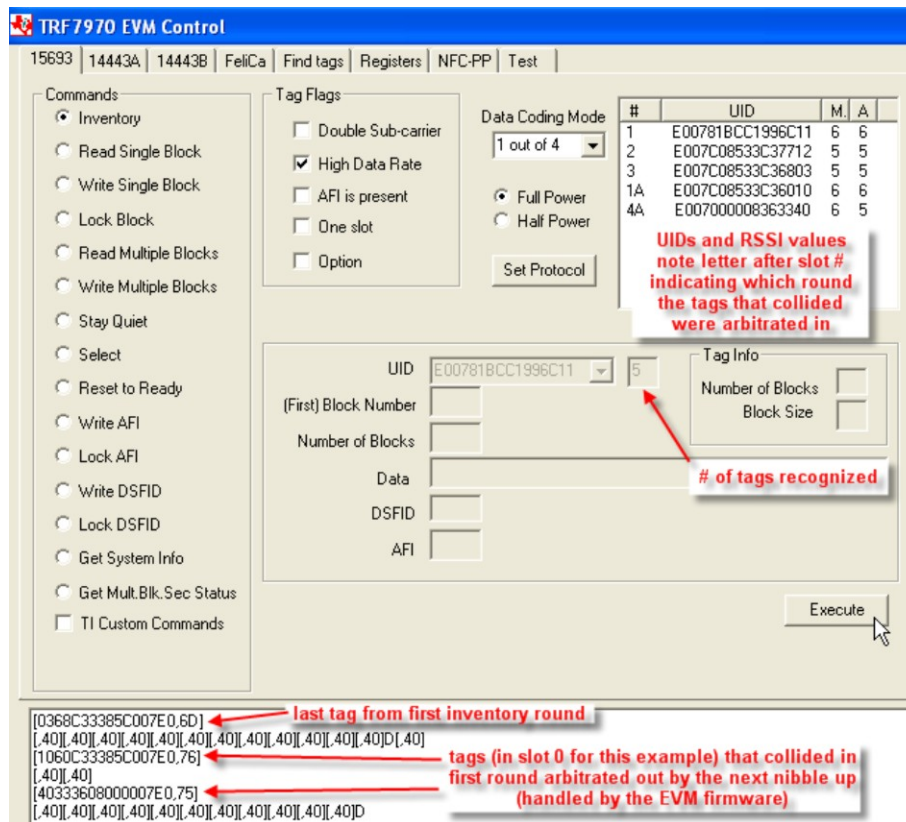 TRF7970 EVM Control
15693 14443A 14443B FeliCa Find tags Registers NFC-PP Test
Commands
Inventory
Read Single Block
Write Single Block
Lock Block
Read Multiple Blocks
Write Multiple Blocks
Stay Quiet
Select
Reset to Ready
Write AFI
Lock AFI
Write DSFID
Lock DSFID
Get System Info
Get Mult.Blk.Sec Status
TI Custom Commands
Tag Flags
Double Sub-carrier
High Data Rate
AFI is present
One slot
Option
Data Coding Mode
1 out of 4
Full Power
Half Power
Set Protocol
# UID M. A
1 E00781BCC1996C11 6 6
2 E007C08533C37712 5 5
3 E007C08533C36803 5 5
1A E007C08533C36010 6 6
4A E007000008363340 6 5
UIDs and RSSI values
note letter after slot #
indicating which round
the tags that collided
were arbitrated in
UID E00781BCC1996C11 5
(First) Block Number
Number of Blocks
Data
DSFID
AFI
Tag Info
Number of Blocks
Block Size
# of tags recognized
Execute
[0368C33385C007E0,6D]
last tag from first inventory round
[,40][,40][,40][,40][,40][,40][,40][,40][,40][,40][,40][,40]D[,40]
[1060C33385C007E0,76]
[,40][,40]
[40333608000007E0,75]
[,40][,40][,40][,40][,40][,40][,40][,40][,40][,40][,40]D
tags (in slot 0 for this example) that collided in
first round arbitrated out by the next nibble up
(handled by the EVM firmware)